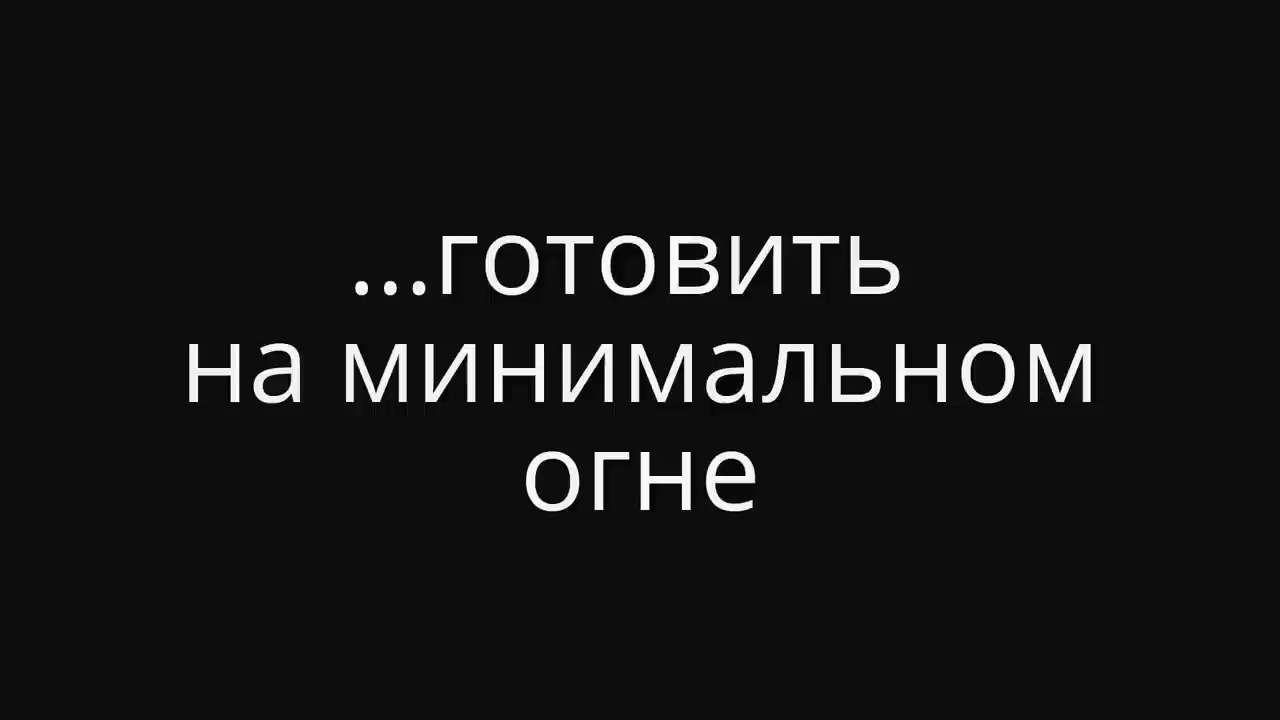 ...готовить
на минимальном
огне